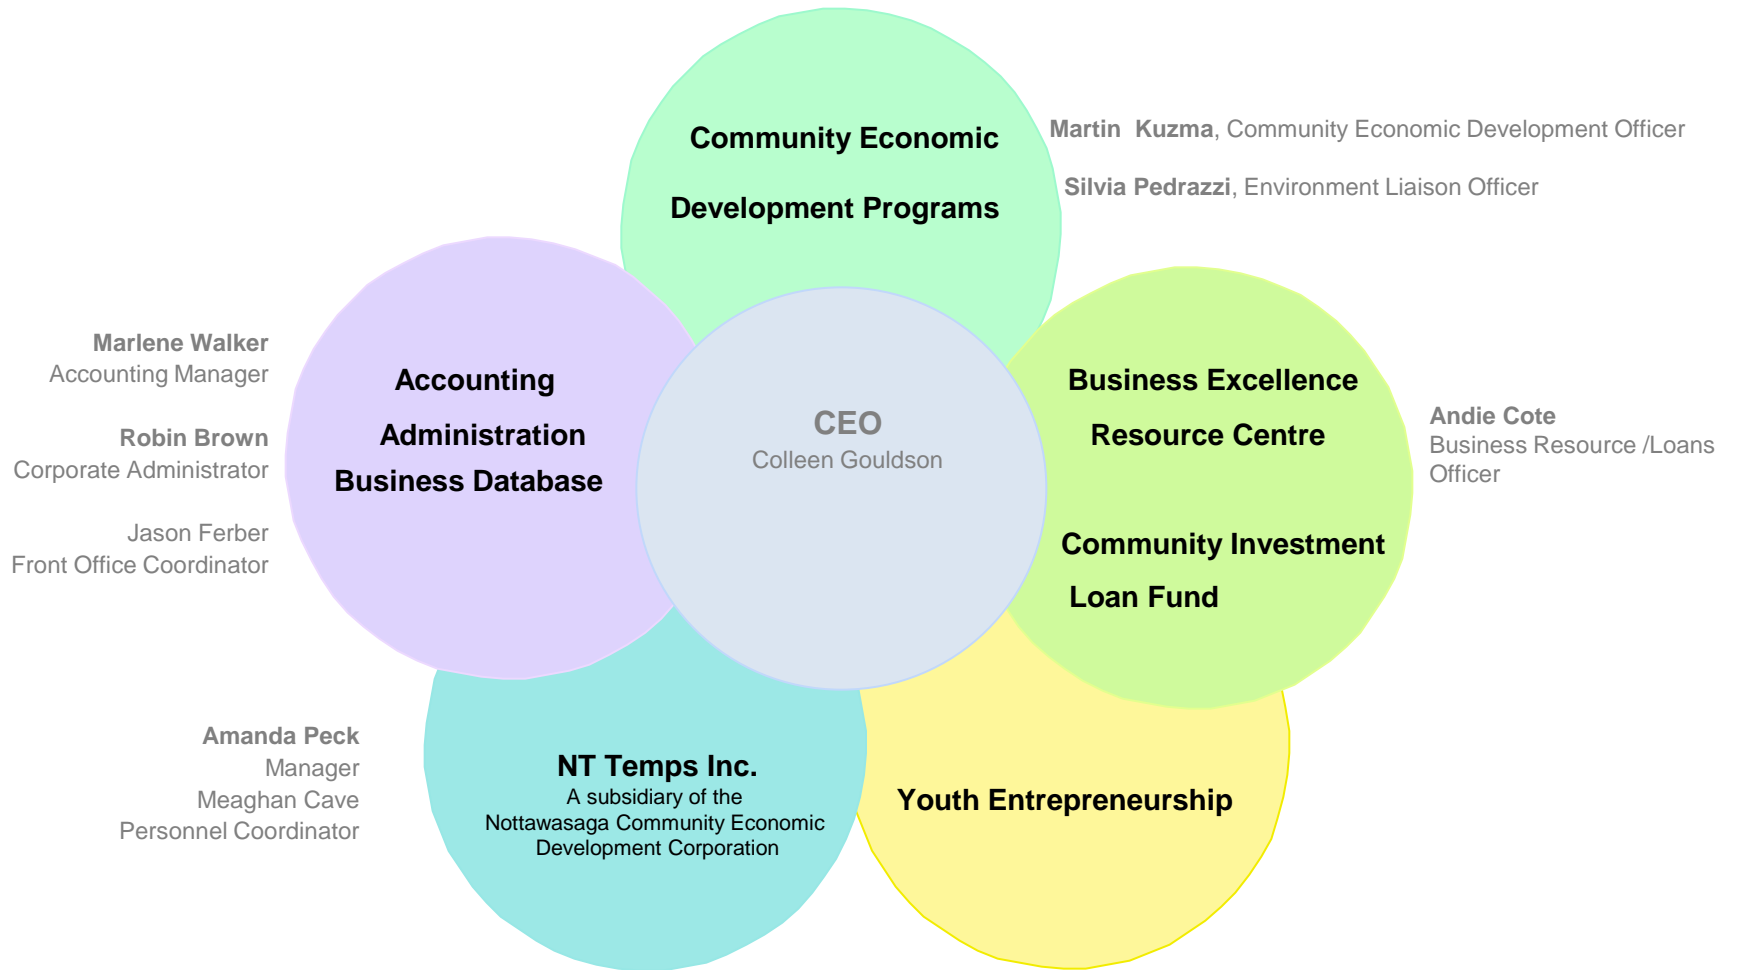 Community Economic
Development Programs
Martin  Kuzma, Community Economic Development Officer
Silvia Pedrazzi, Environment Liaison Officer
Marlene Walker
Accounting Manager
Robin Brown
Corporate Administrator
Jason Ferber
Front Office Coordinator
Accounting
Administration
Business Database
CEO
Colleen Gouldson
Business Excellence
Resource Centre
Community Investment
Loan Fund
Andie Cote
Business Resource /Loans
Officer
Amanda Peck
Manager
Meaghan Cave
Personnel Coordinator
NT Temps Inc.
A subsidiary of the
Nottawasaga Community Economic
Development Corporation
Youth Entrepreneurship